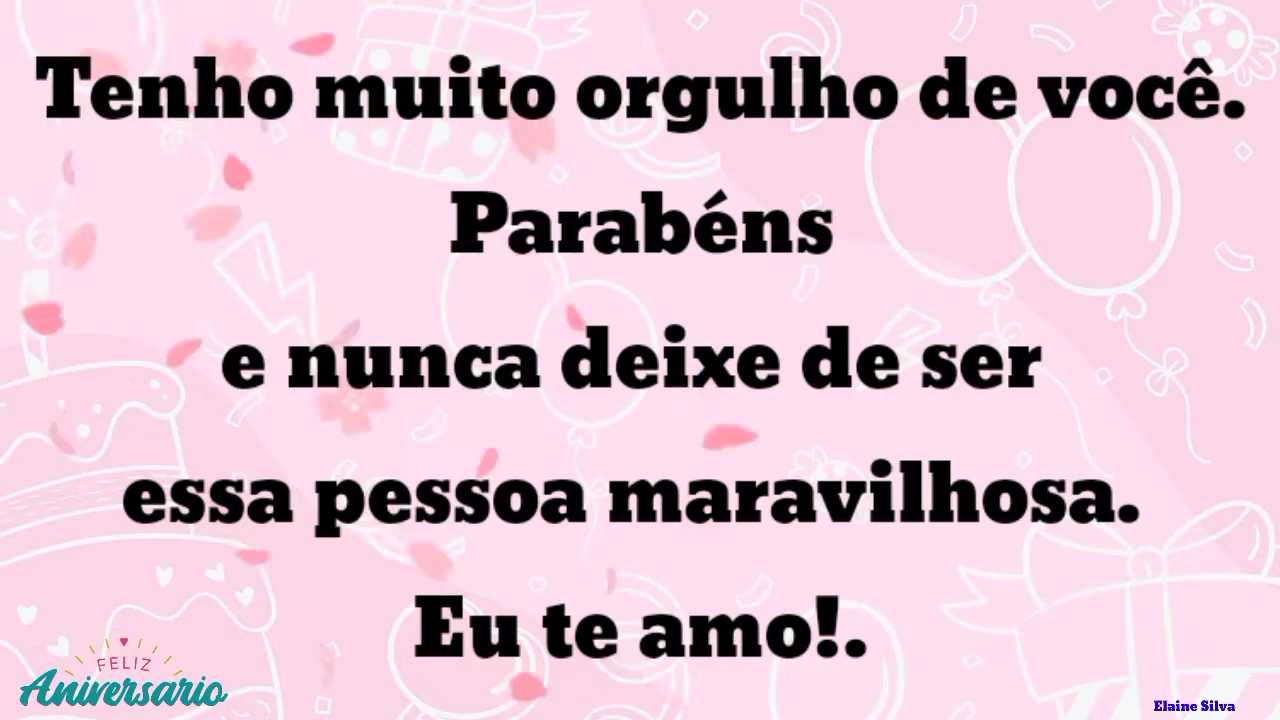 Tenho muito orgulho de você.
Parabéns
e nunca deixe de ser
essa pessoa maravilhosa.
Eu te amo!.
FELIZ
Aniversario
Elaine Silva